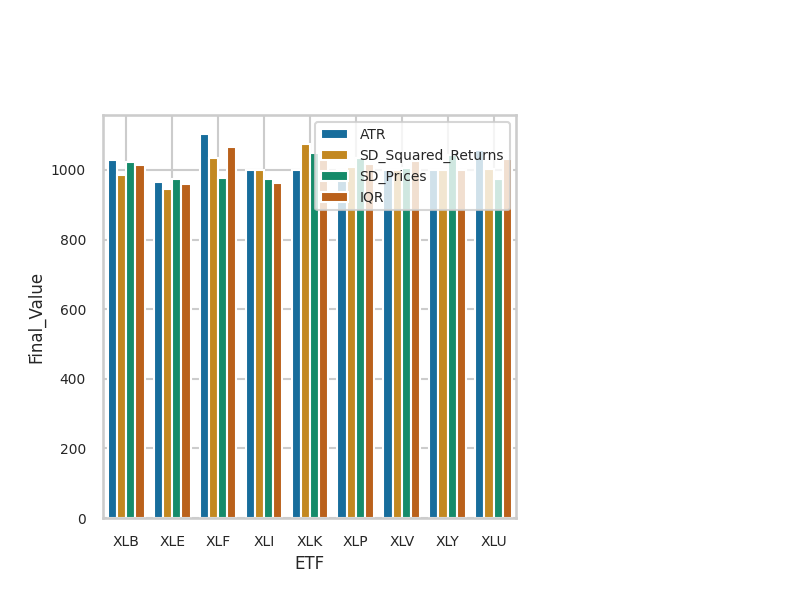 ATR
SD_Squared_Returns
SD_Prices
IQR
1000
800
600
400
200
0
Final_Value
XLB XLE XLF XLI XLK XLP XLV XLY XLU
ETF